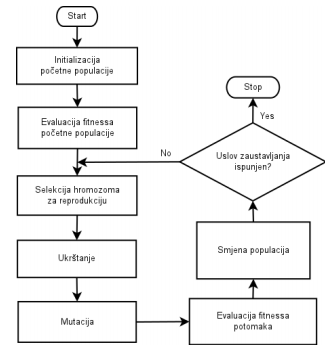 Start
Initializacija
početne populacije
Evaluacija fitnessa
početne populacije
Selekcija hromozoma
za reprodukciju
Ukrštanje
Mutacija
Evaluacija fitnessa
potomaka
Smjena populacija
Uslov zaustavljanja
ispunjen?
No
Yes
Stop